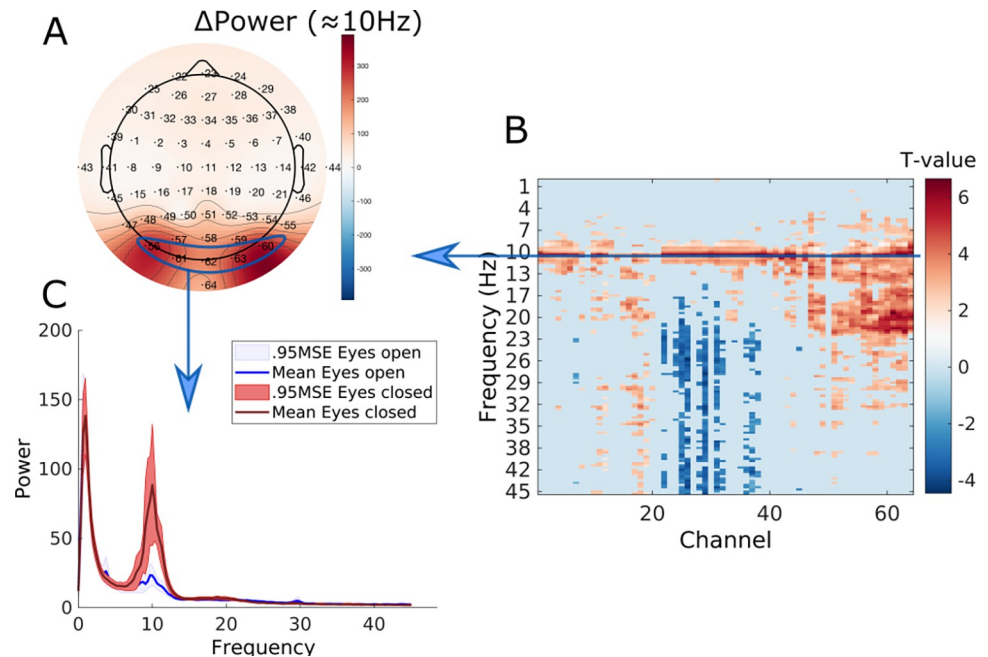 A
ΔPower (≈10Hz)
·22 ·23 ·24
·25 ·29
·26 ·27 ·28
·30 ·37 ·38
·31 ·32 ·33 ·34 ·35 ·36
·39 ·40
·1 ·2 ·3 ·4 ·5 ·6 ·7
·43 ·41 ·8 ·9 ·10 ·11 ·12 ·13 ·14 ·42 ·44
·45 ·15 ·16 ·17 ·18 ·19 ·20 ·21 ·46
·47 ·48 ·49 ·50 ·51 ·52 ·53 ·54 ·55
·56 ·57 ·58 ·59 ·60
·61 ·62 ·63
·64
300
200
100
0
-100
-200
-300
B
T-value
1
4
7
10
13
17
20
23
26
29
32
35
38
42
45
Frequency (Hz)
20 40 60
Channel
6
4
2
0
-2
-4
C
.95MSE Eyes open
Mean Eyes open
.95MSE Eyes closed
Mean Eyes closed
200
150
100
50
0
Power
0 10 20 30 40
Frequency